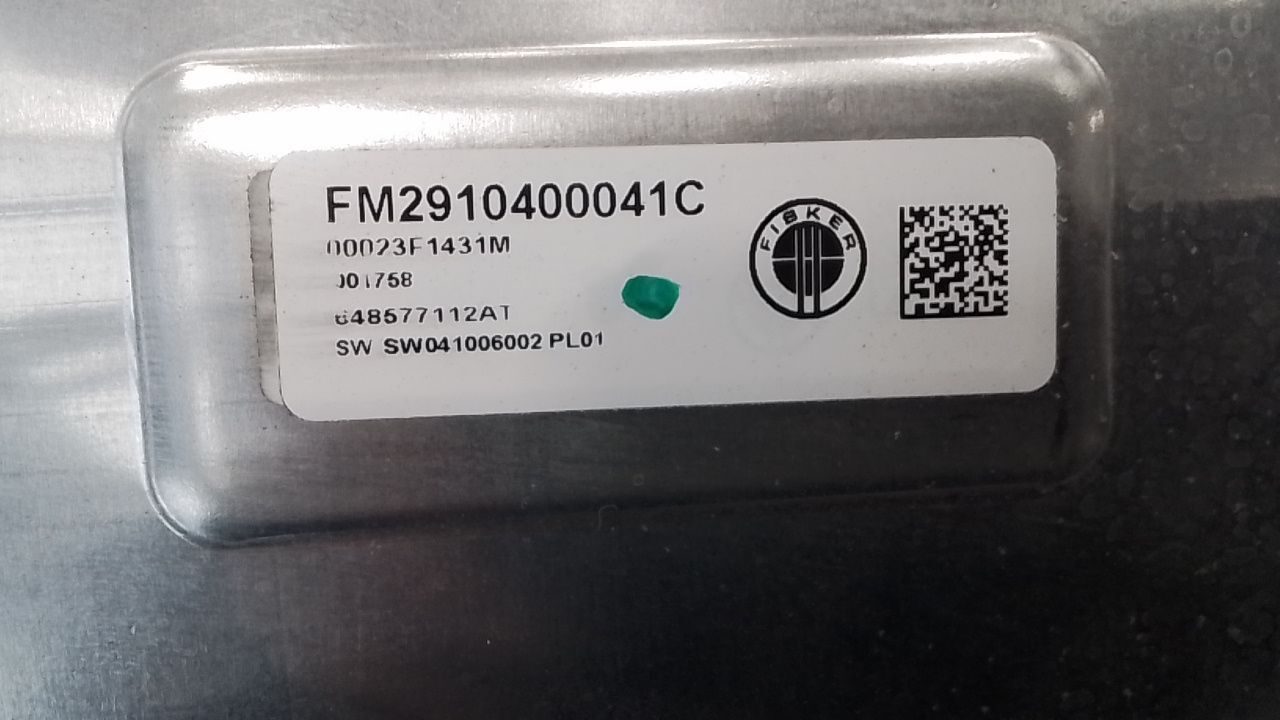 FM2910400041C
00023F1431M
001758
648577112AT
SW SW041006002 PL01
FISKER